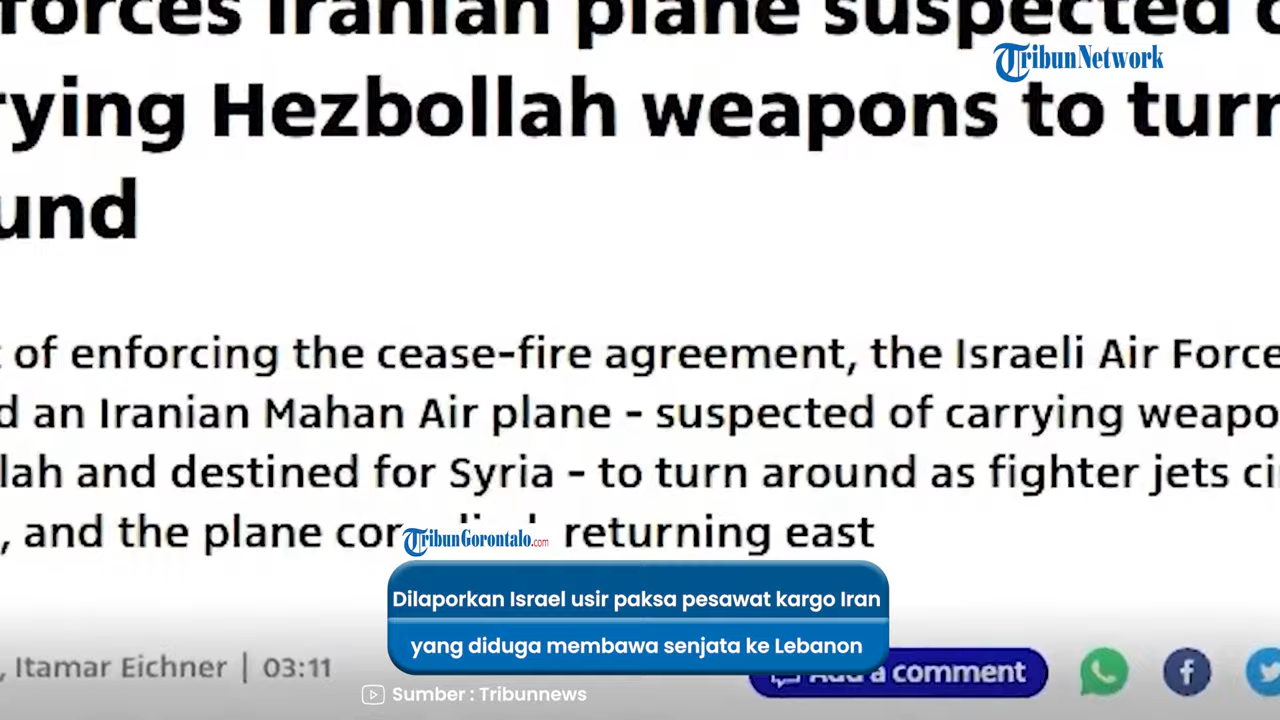 forces Iranian plane suspected
TribunNetwork
rying Hezbollah weapons to turn
und
of enforcing the cease-fire agreement, the Israeli Air Force
d an Iranian Mahan Air plane - suspected of carrying weapo
llah and destined for Syria - to turn around as fighter jets ci
, and the plane returning east
TribunGorontalo.com
Dilaporkan Israel usir paksa pesawat kargo Iran
yang diduga membawa senjata ke Lebanon
, Itamar Eichner | 03:11
Add a comment
Sumber : Tribunnews